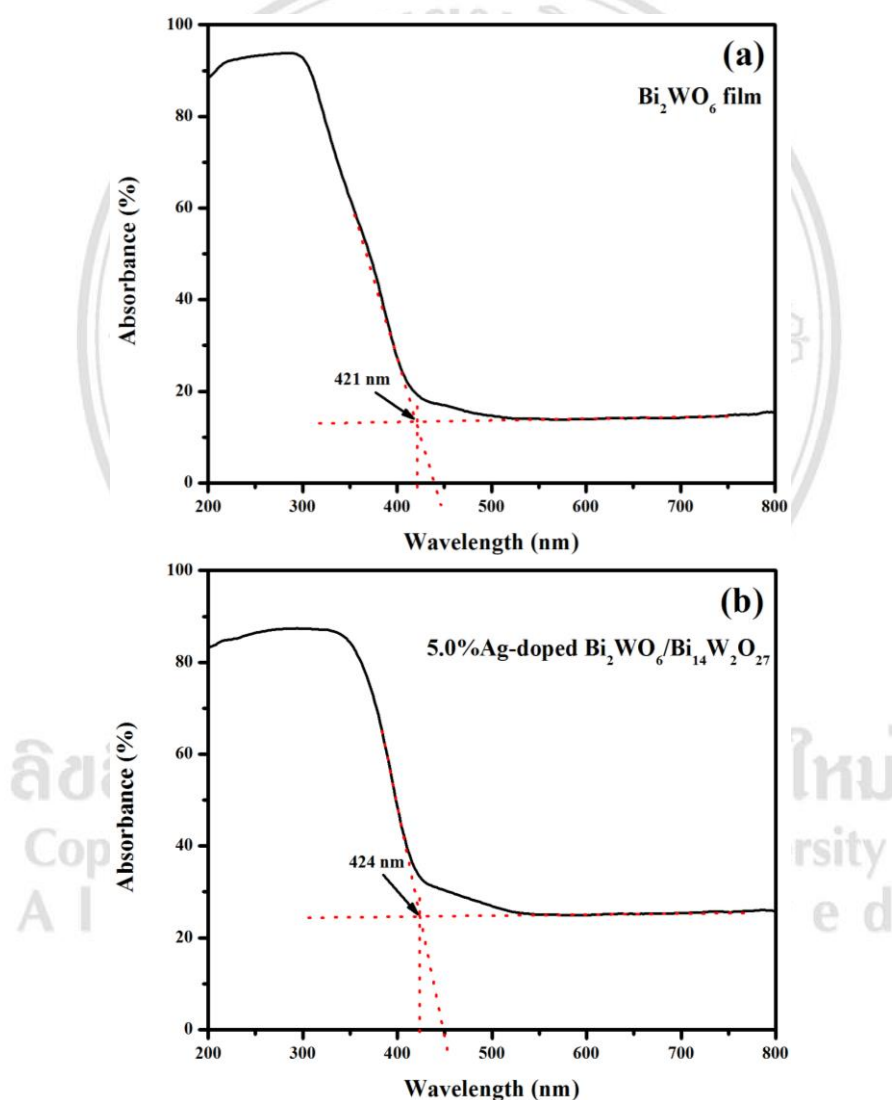 (a)
Bi₂WO₆ film
Absorbance (%)
100
80
60
40
20
0
421 nm
200 300 400 500 600 700 800
Wavelength (nm)
(b)
5.0%Ag-doped Bi₂WO₆/Bi₁₄W₂O₂₇
Absorbance (%)
100
80
60
40
20
0
424 nm
200 300 400 500 600 700 800
Wavelength (nm)